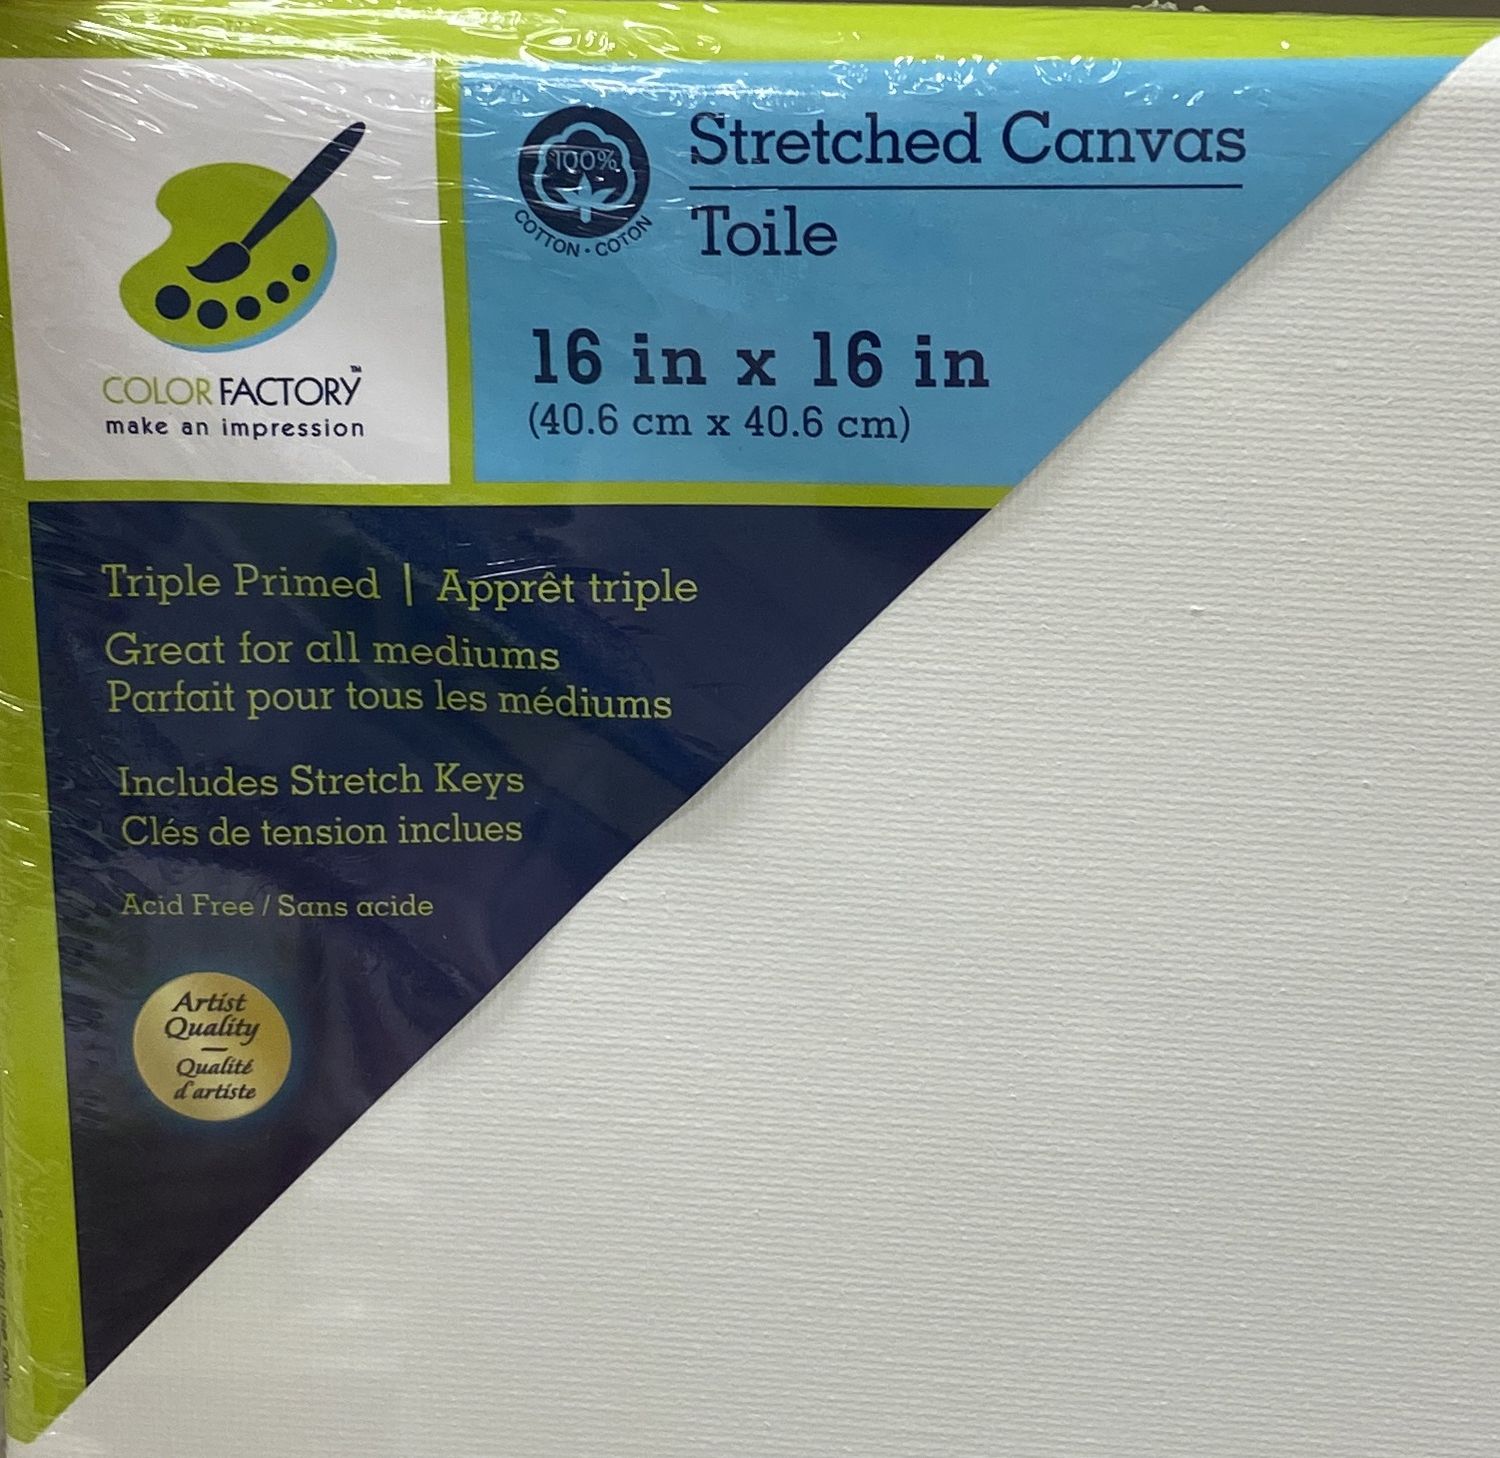 100%
COTTON • COTON
Stretched Canvas
Toile
16 in x 16 in
(40.6 cm x 40.6 cm)
COLOR FACTORY™
make an impression
Triple Primed | Apprêt triple
Great for all mediums
Parfait pour tous les médiums
Includes Stretch Keys
Clés de tension inclues
Acid Free / Sans acide
Artist
Quality
Qualité
d'artiste